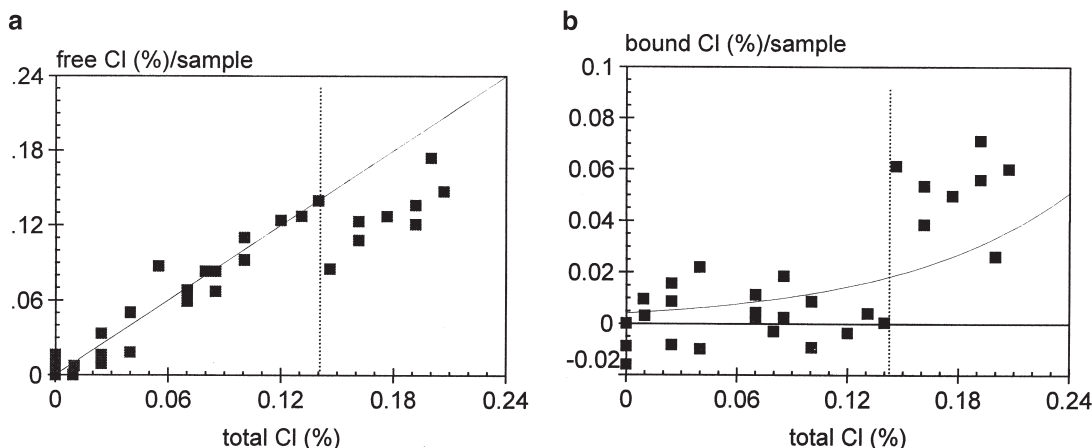 a
free Cl (%)/sample
.24
.18
.12
.06
0
0 0.06 0.12 0.18 0.24
total Cl (%)
b
bound Cl (%)/sample
0.1
0.08
0.06
0.04
0.02
0
-0.02
0 0.06 0.12 0.18 0.24
total Cl (%)